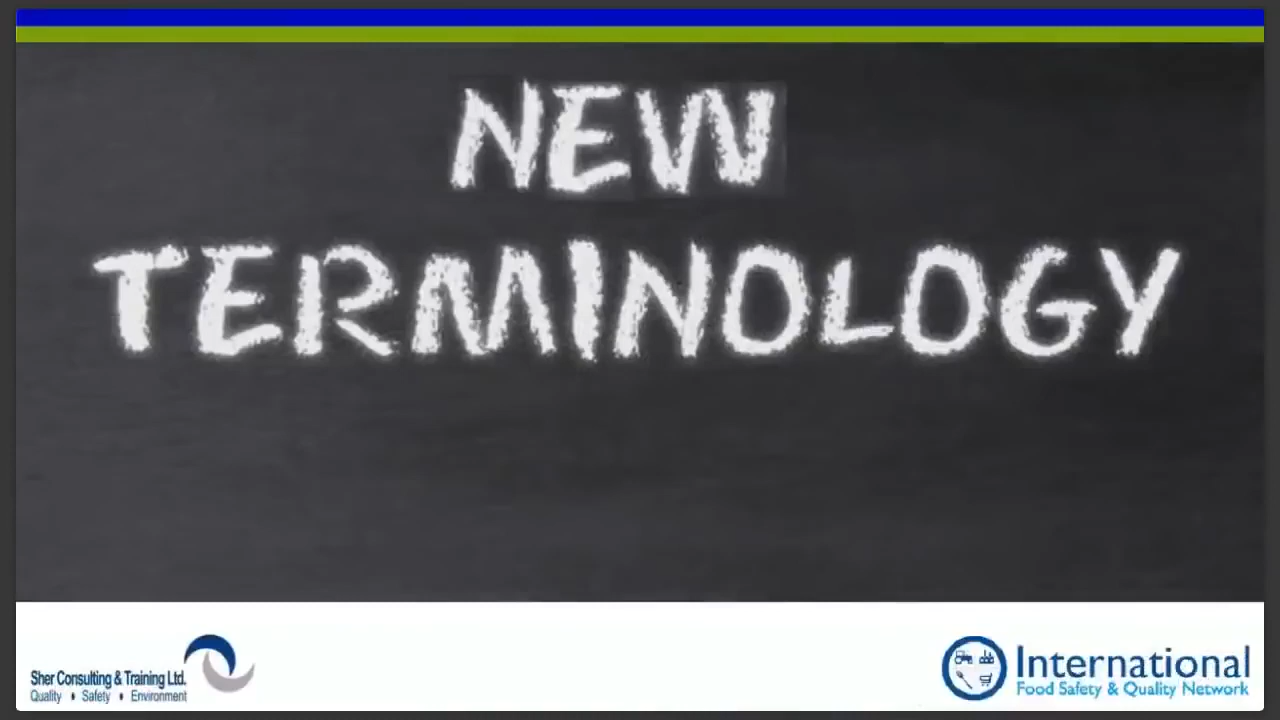 NEW
TERMINOLOGY
Sher Consulting & Training Ltd.
Quality • Safety • Environment
International
Food Safety & Quality Network